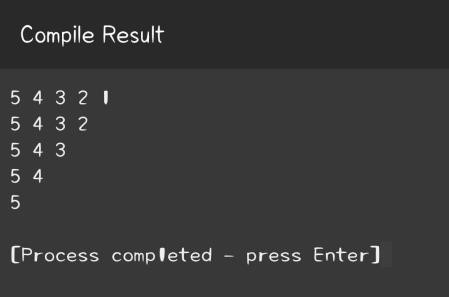 Compile Result
5 4 3 2 1
5 4 3 2
5 4 3
5 4
5
[Process completed - press Enter]